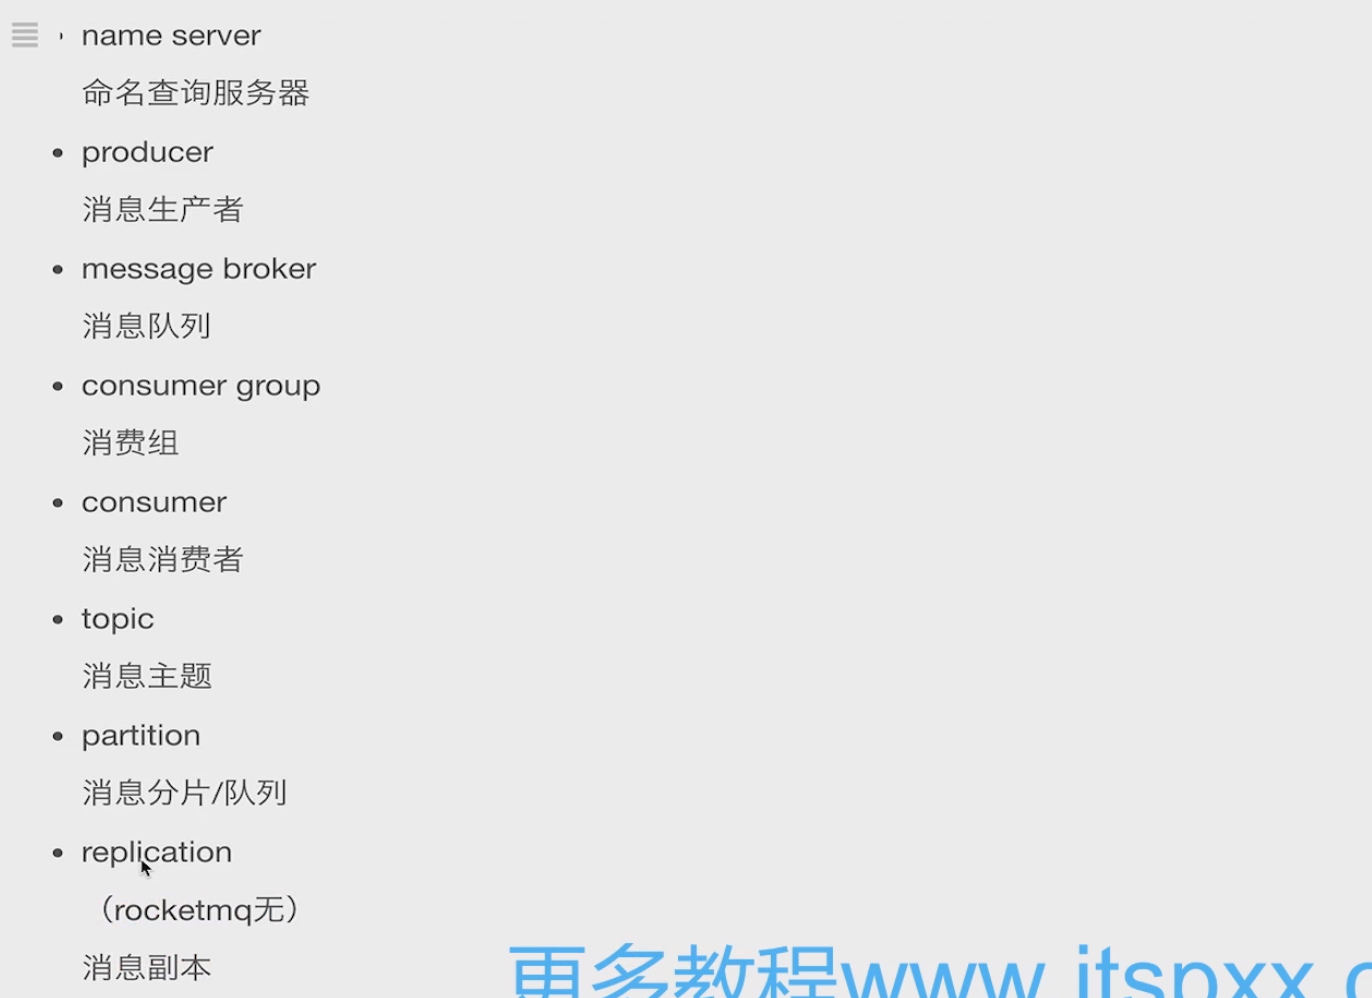 name server
命名查询服务器
producer
消息生产者
message broker
消息队列
consumer group
消费组
consumer
消息消费者
topic
消息主题
partition
消息分片/队列
replication
（rocketmq无）
消息副本
更多教程www.itspxx.c